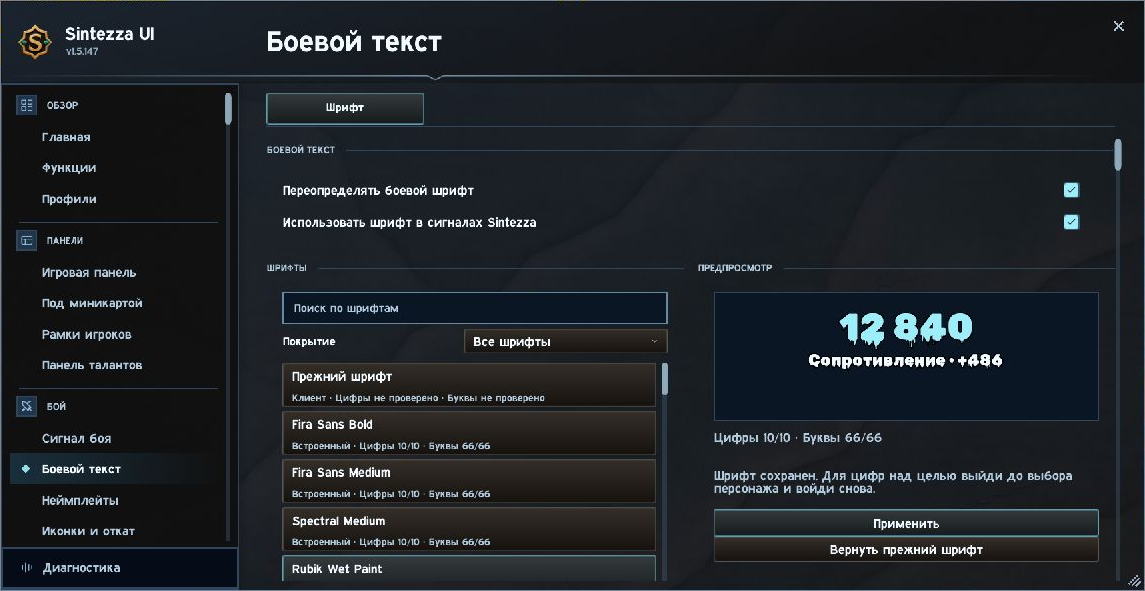 Sintezza UI
v1.5.147
Боевой текст
ОБЗОР
Главная
Функции
Профили
ПАНЕЛИ
Игровая панель
Под миникартой
Рамки игроков
Панель талантов
БОЙ
Сигнал боя
Боевой текст
Неймплейты
Иконки и откат
Диагностика
Шрифт
БОЕВОЙ ТЕКСТ
Переопределять боевой шрифт
Использовать шрифт в сигналах Sintezza
ШРИФТЫ
Поиск по шрифтам
Покрытие
Все шрифты
Прежний шрифт
Клиент · Цифры не проверено · Буквы не проверено
Fira Sans Bold
Встроенный · Цифры 10/10 · Буквы 66/66
Fira Sans Medium
Встроенный · Цифры 10/10 · Буквы 66/66
Spectral Medium
Встроенный · Цифры 10/10 · Буквы 66/66
Rubik Wet Paint
ПРЕДПРОСМОТР
12 840
Сопротивление · +486
Цифры 10/10 · Буквы 66/66
Шрифт сохранен. Для цифр над целью выйди до выбора
персонажа и войди снова.
Применить
Вернуть прежний шрифт